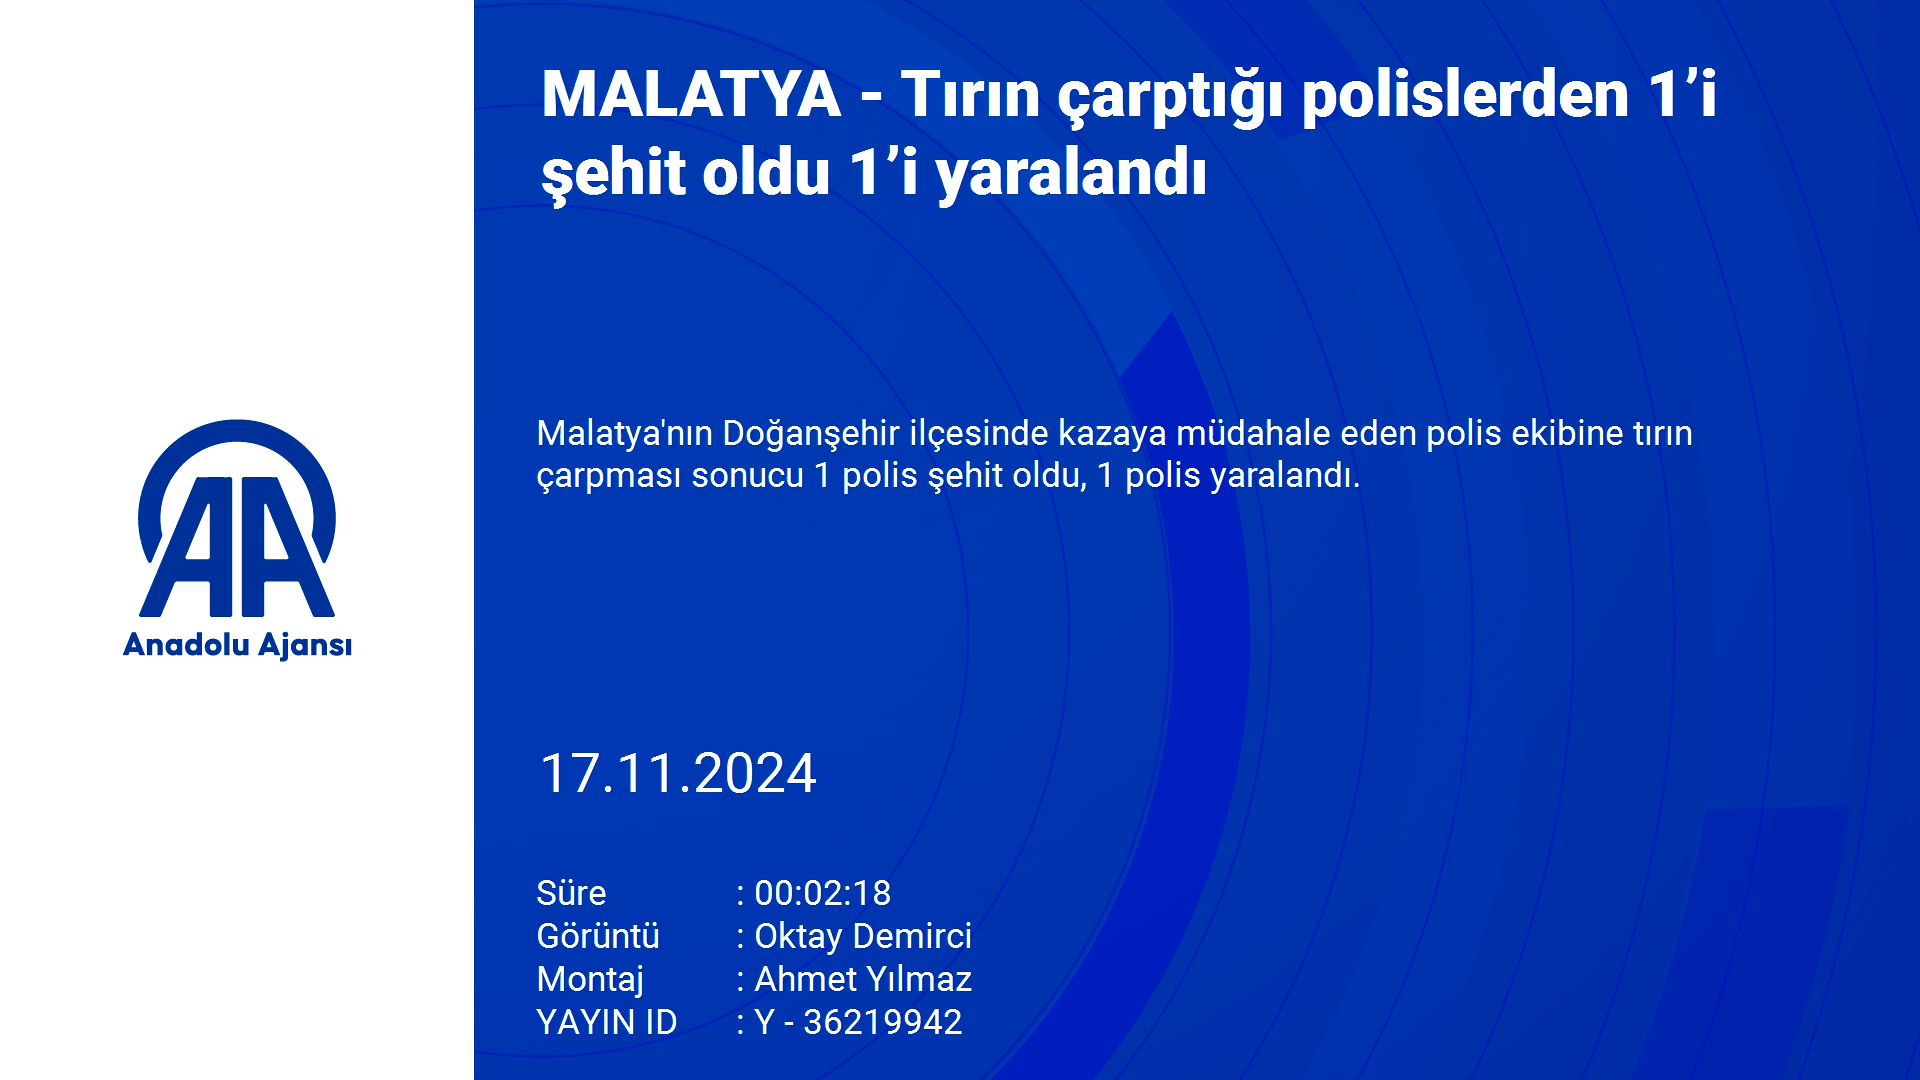 MALATYA - Tırın çarptığı polislerden 1’i
şehit oldu 1’i yaralandı
Malatya'nın Doğanşehir ilçesinde kazaya müdahale eden polis ekibine tırın
çarpması sonucu 1 polis şehit oldu, 1 polis yaralandı.
AA
Anadolu Ajansı
17.11.2024
Süre : 00:02:18
Görüntü : Oktay Demirci
Montaj : Ahmet Yılmaz
YAYIN ID : Y - 36219942